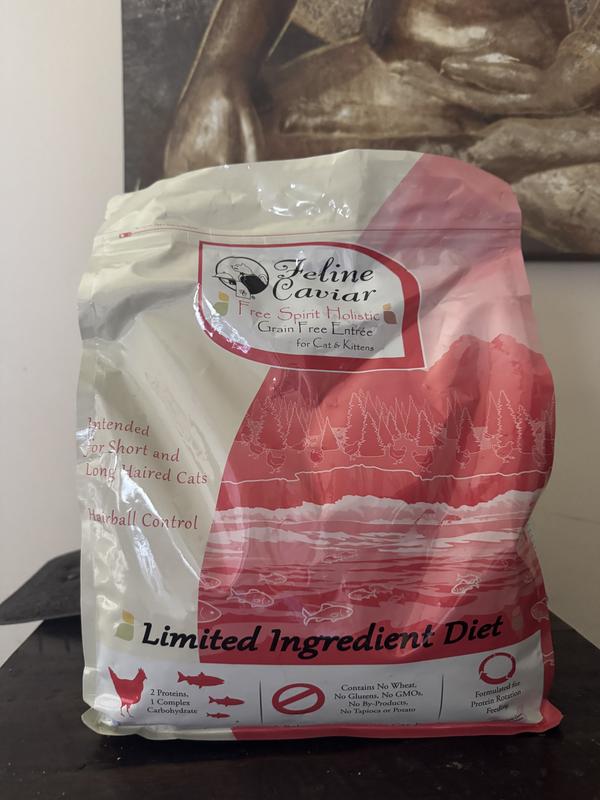 Feline
Caviar
Free Spirit Holistic
Grain Free Entrée
for Cat & Kittens
Intended
for Short and
Long Haired Cats
Hairball Control
Limited Ingredient Diet
2 Proteins,
1 Complex
Carbohydrate
Contains No Wheat,
No Glutens, No GMOs,
No By-Products,
No Tapioca or Potato
Formulated for
Protein Rotation
Feeding